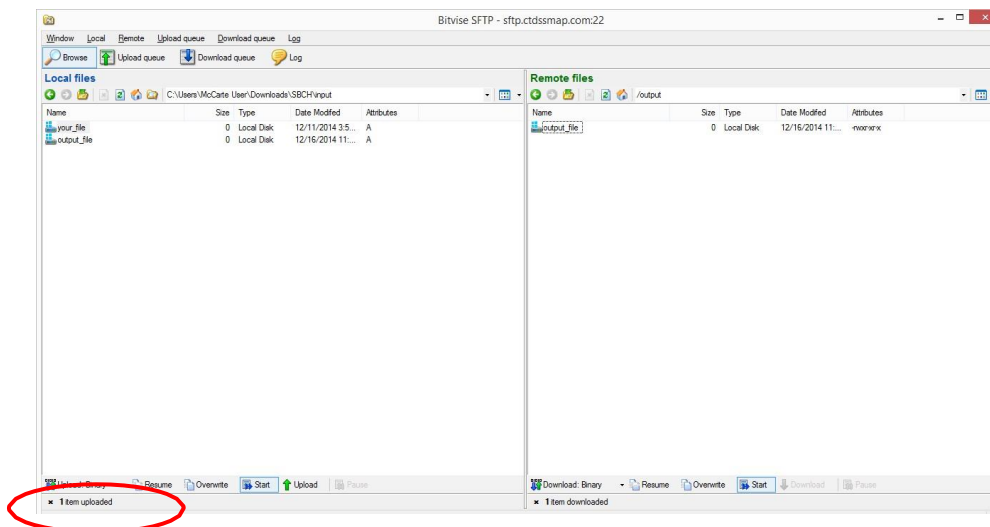 Bitvise SFTP - sftp.ctdssmap.com:22
Window Local Remote Upload queue Download queue Log
Browse Upload queue Download queue Log
Local files
C:\Users\McCarte User\Downloads\SBCH\input
Name Size Type Date Modified Attributes
your_file 0 Local Disk 12/11/2014 3:5... A
output_file 0 Local Disk 12/16/2014 11:... A
Upload: Binary Resume Overwrite Start Upload Pause
1 item uploaded
Remote files
/output
Name Size Type Date Modified Attributes
output_file 0 Local Disk 12/16/2014 11:... -rwxr-xr-x
Download: Binary Resume Overwrite Start Download Pause
1 item downloaded